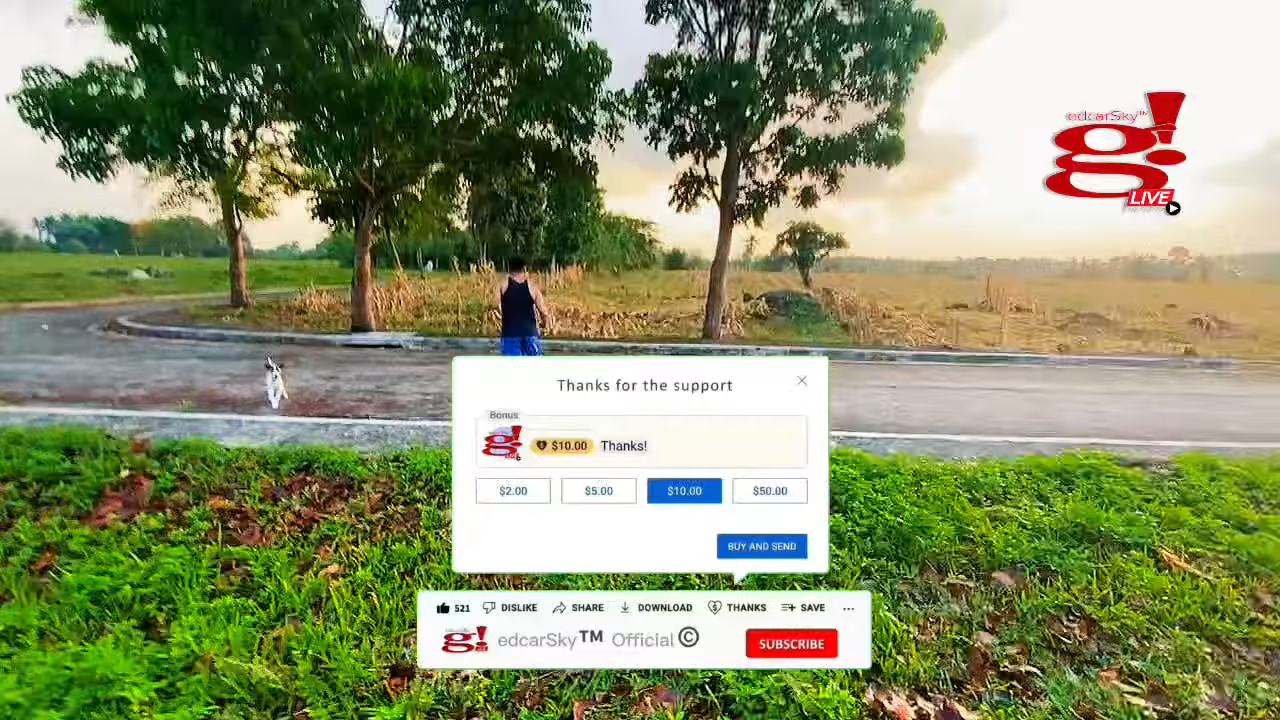 edcarSky™
g!
LIVE
Thanks for the support
Bonus
g!
$10.00 Thanks!
$2.00 $5.00 $10.00 $50.00
BUY AND SEND
521 DISLIKE SHARE DOWNLOAD THANKS SAVE ...
g! edcarSky™ Official © SUBSCRIBE